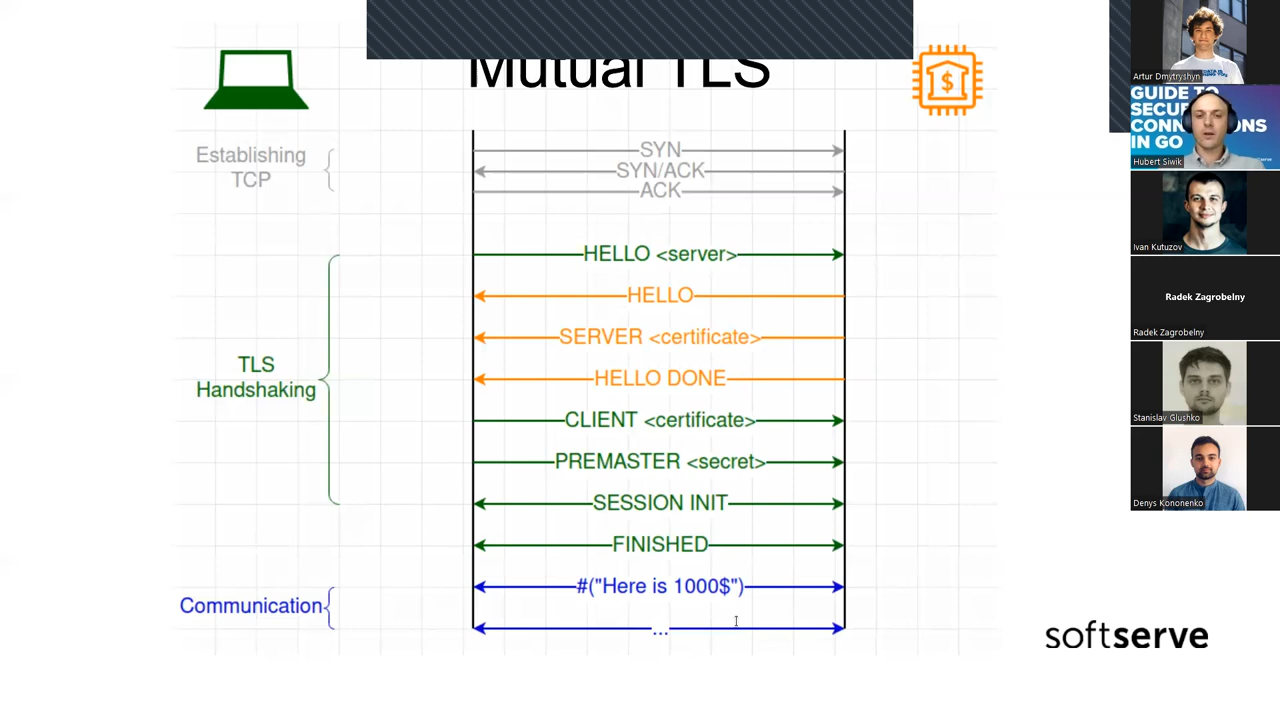 Mutual TLS
$
Establishing
TCP
SYN
SYN/ACK
ACK
HELLO <server>
HELLO
SERVER <certificate>
HELLO DONE
TLS
Handshaking
CLIENT <certificate>
PREMASTER <secret>
SESSION INIT
FINISHED
Communication
#("Here is 1000$")
...
softserve
Artur Dmytryshyn
GUIDE TO
IN GO
Hubert Siwik
Ivan Kutuzov
Radek Zagrobelny
Radek Zagrobelny
Stanislav Glushko
Denys Kononenko